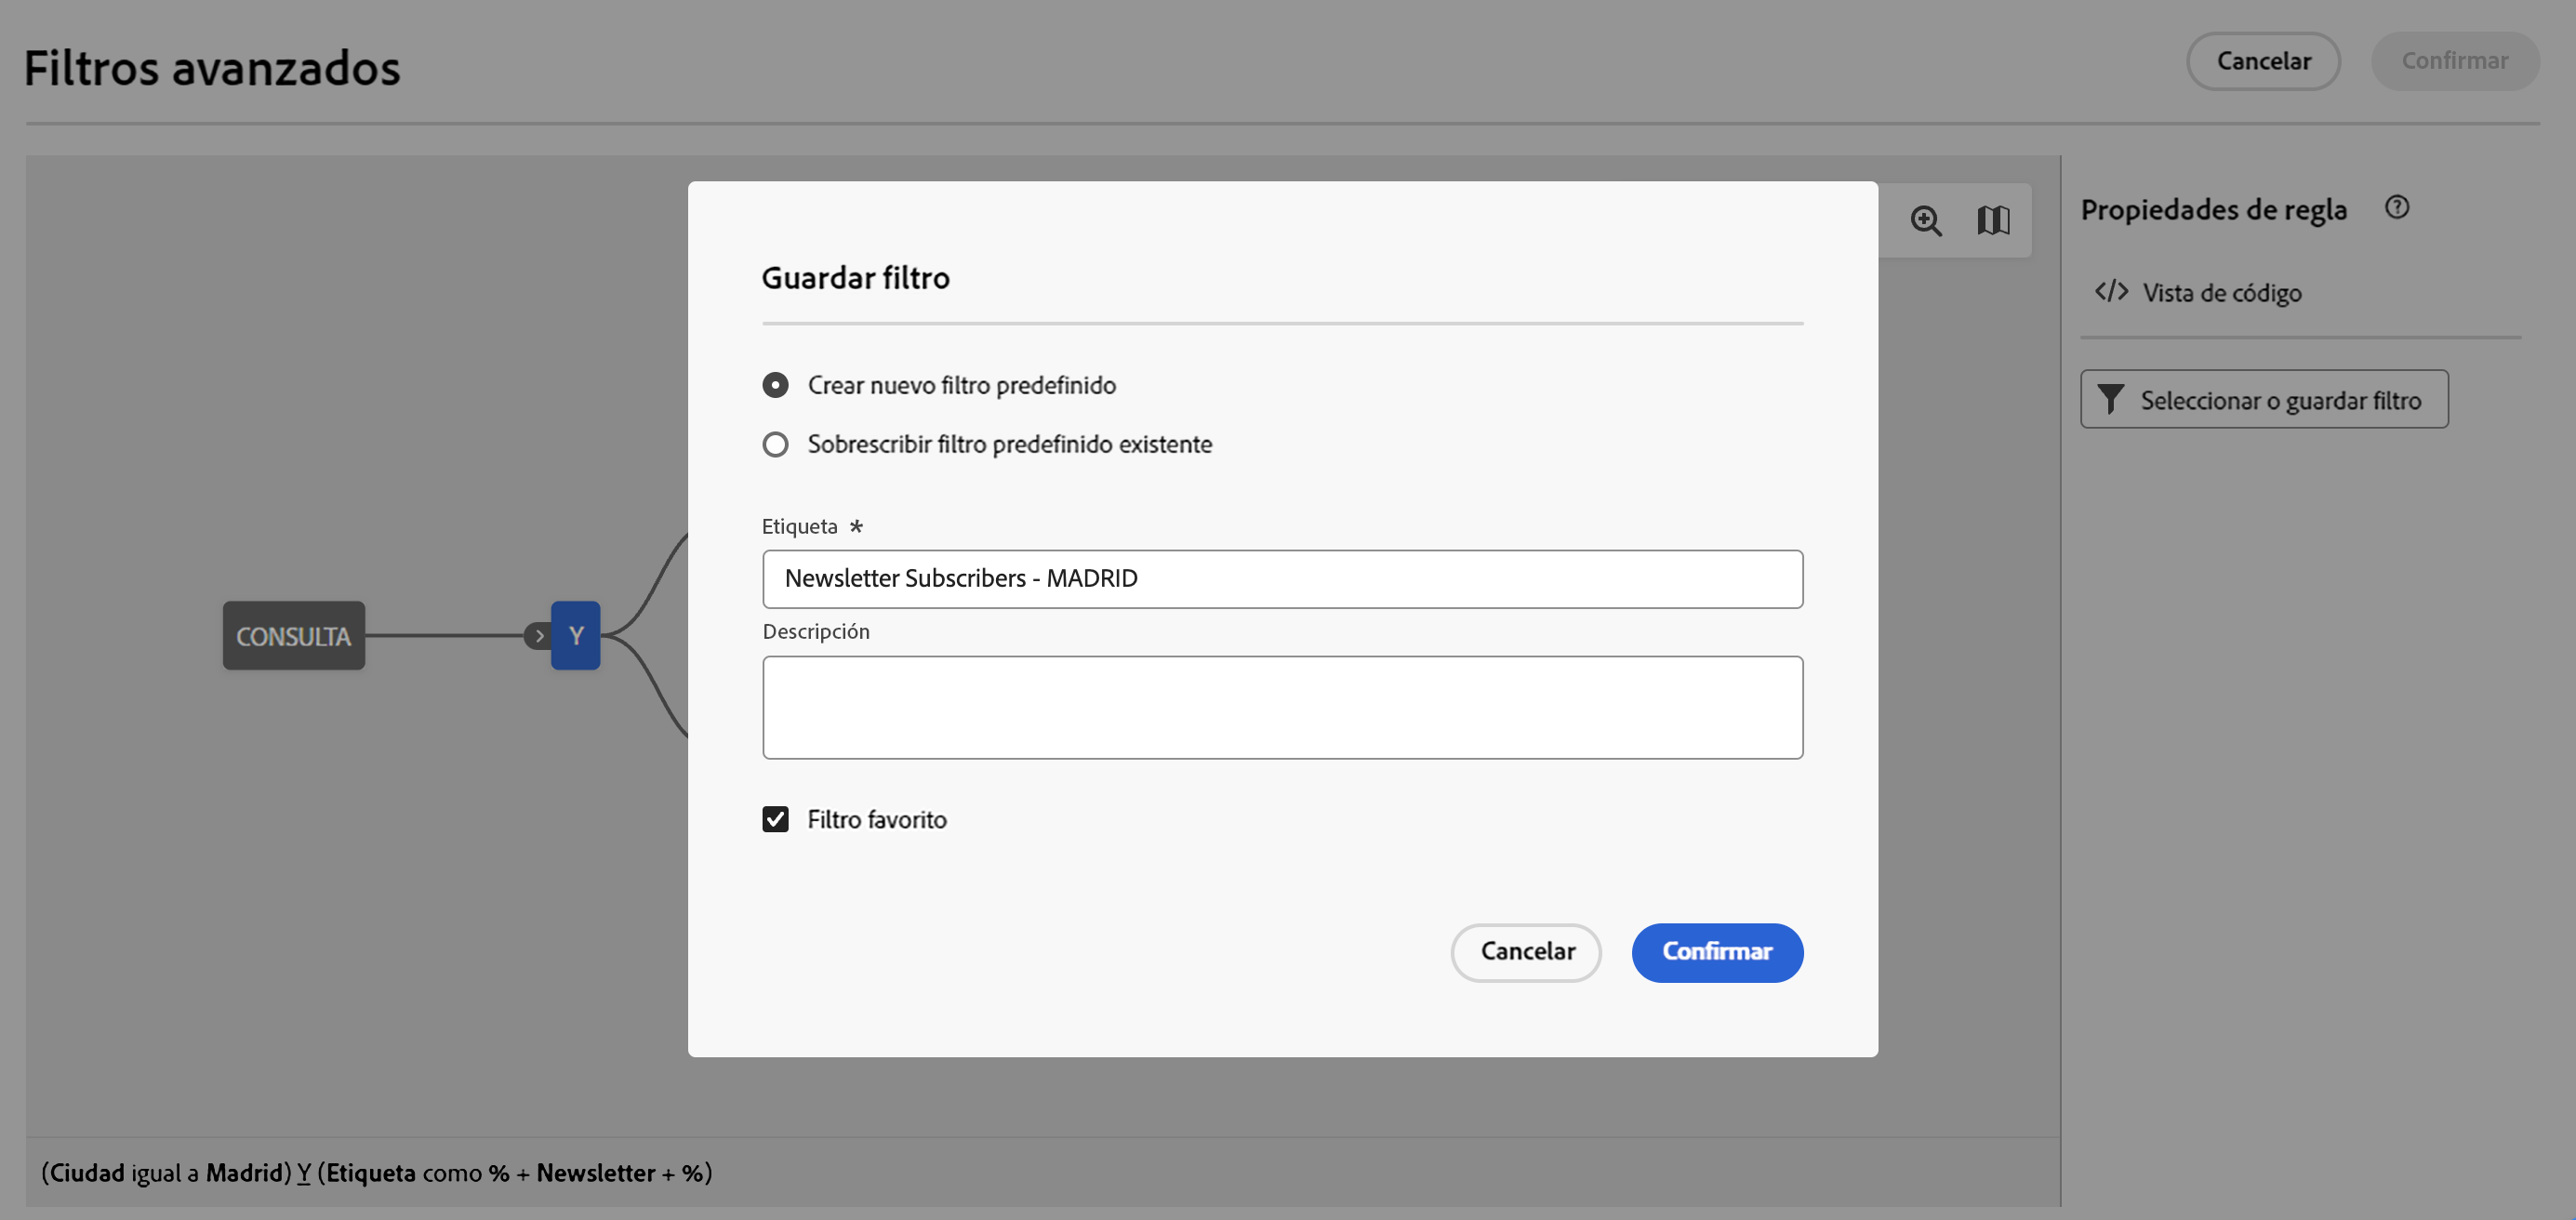 Filtros avanzados
Cancelar
Confirmar
Propiedades de regla
Vista de código
Seleccionar o guardar filtro
Guardar filtro
Crear nuevo filtro predefinido
Sobrescribir filtro predefinido existente
Etiqueta *
Newsletter Subscribers - MADRID
Descripción
Filtro favorito
Cancelar
Confirmar
CONSULTA
Y
(Ciudad igual a Madrid) Y (Etiqueta como % + Newsletter + %)